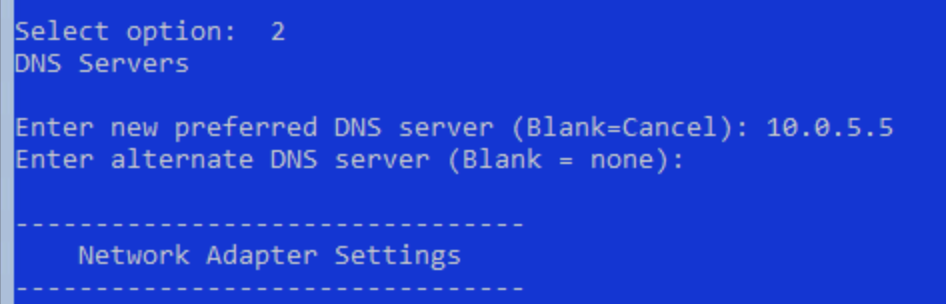 Select option:  2
DNS Servers
Enter new preferred DNS server (Blank=Cancel): 10.0.5.5
Enter alternate DNS server (Blank = none):
--------------------------------
    Network Adapter Settings
--------------------------------